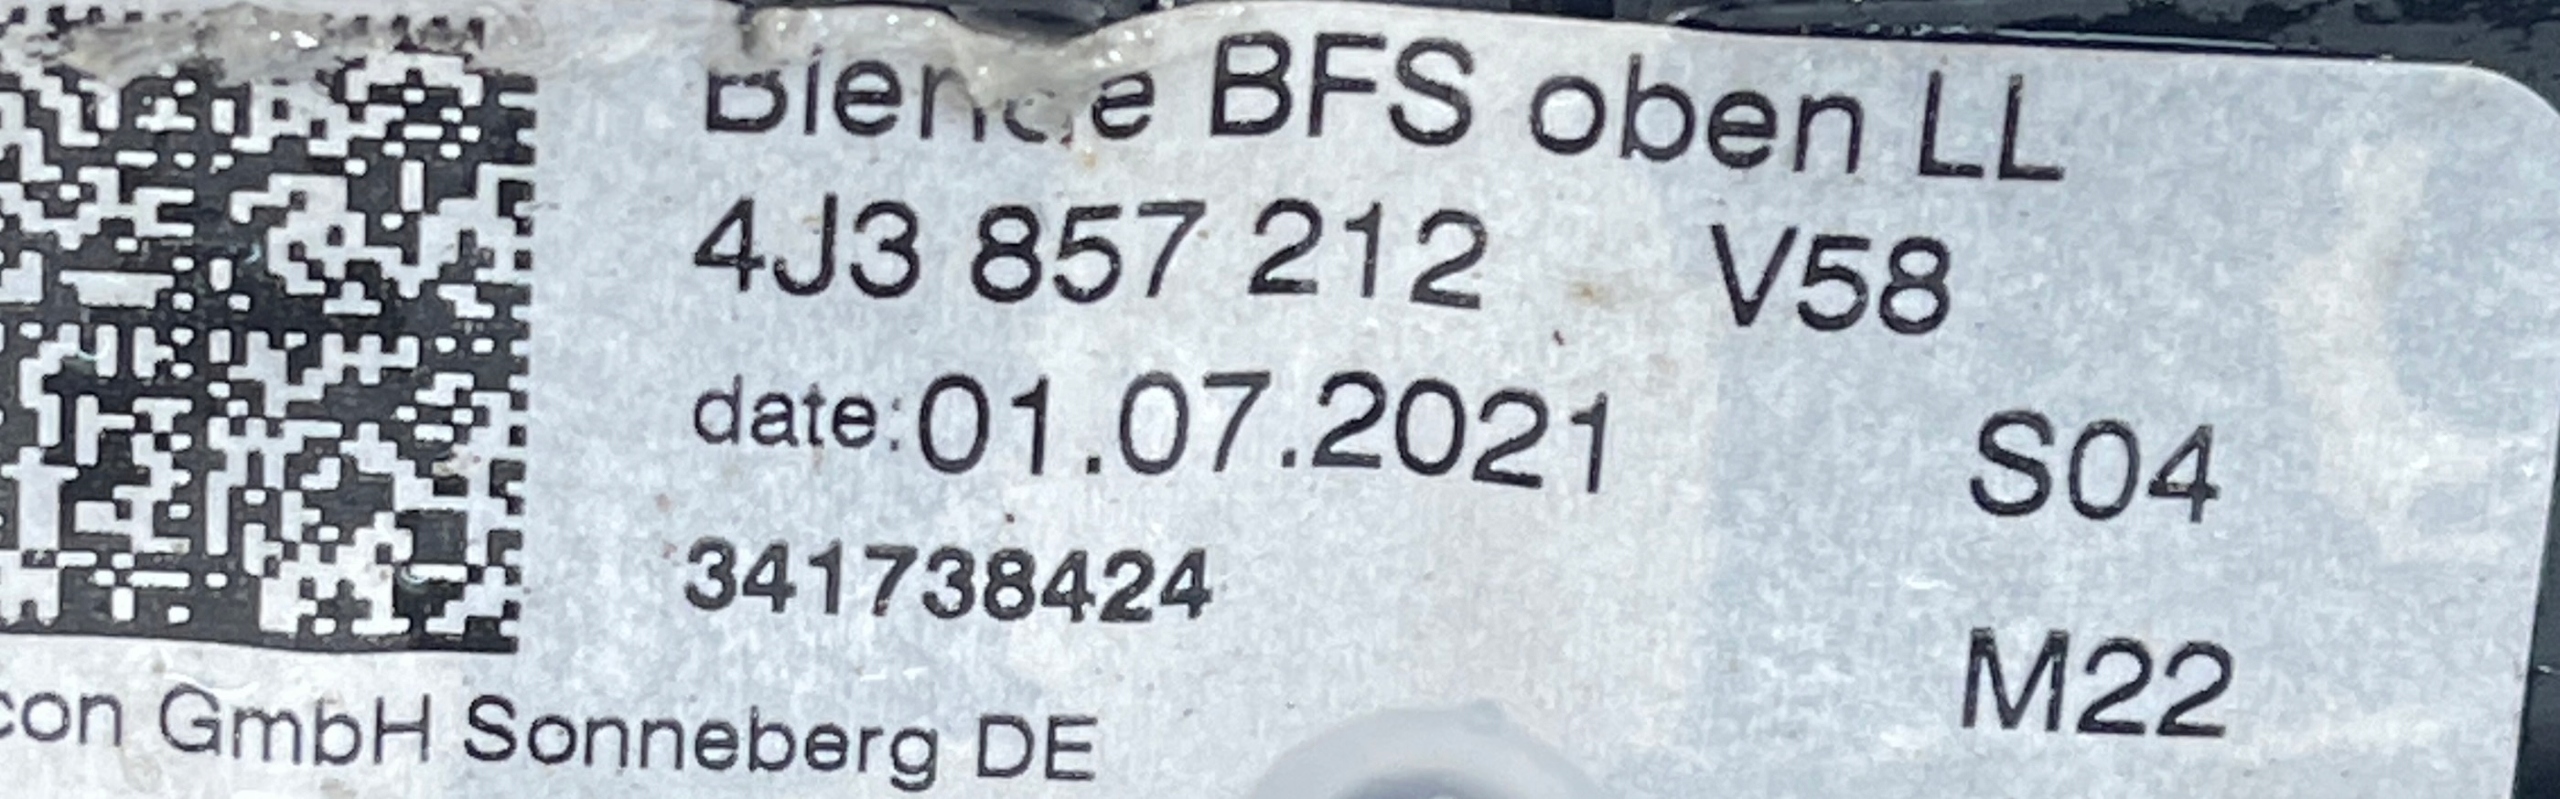 Blende BFS oben LL
4J3 857 212 V58
date:01.07.2021
S04
341738424
M22
con GmbH Sonneberg DE